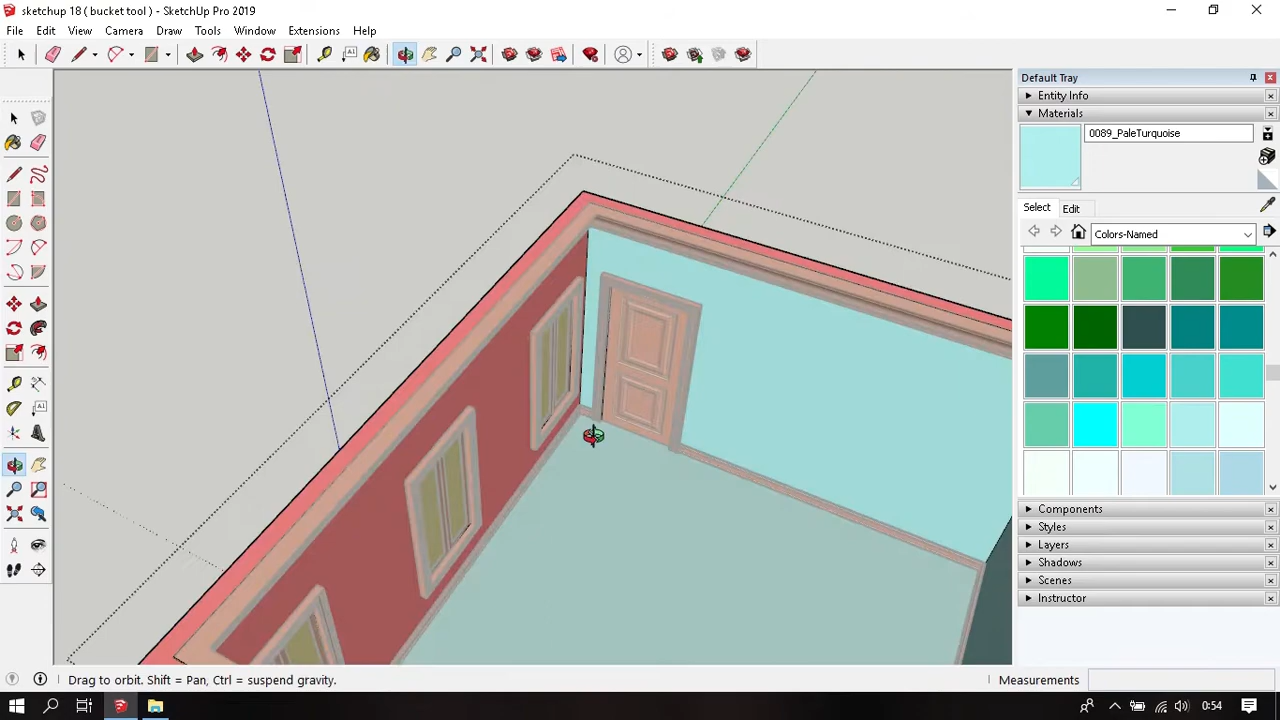 sketchup 18 ( bucket tool ) - SketchUp Pro 2019
File Edit View Camera Draw Tools Window Extensions Help
Default Tray
Entity Info
Materials
0089_PaleTurquoise
Select Edit
Colors-Named
Components
Styles
Layers
Shadows
Scenes
Instructor
Drag to orbit. Shift = Pan, Ctrl = suspend gravity.
Measurements
0:54